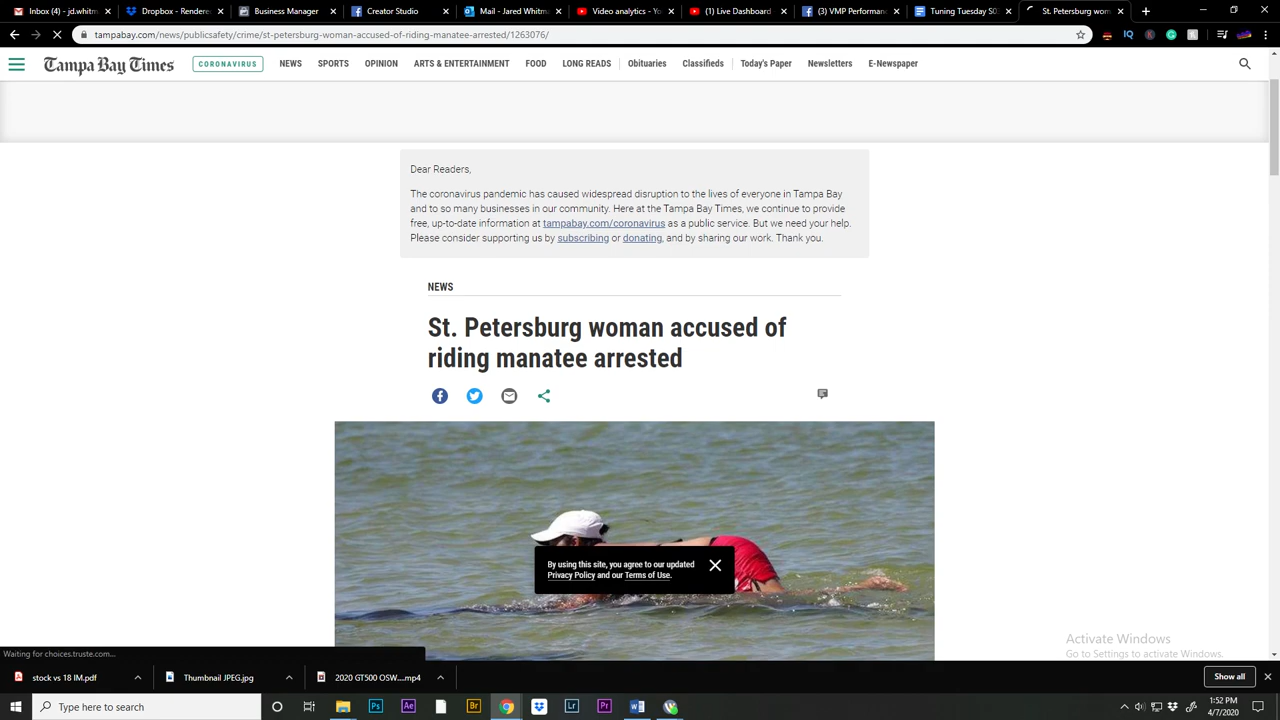 Inbox (4) - j.d.whitm
Dropbox - Rendere
Business Manager
Creator Studio
Mail - Jared Whitm
Video analytics - Yo
(1) Live Dashboard
(3) VMP Performan
Tuning Tuesday S0
St. Petersburg wom
tampabay.com/news/publicsafety/crime/st-petersburg-woman-accused-of-riding-manatee-arrested/1263076/
Tampa Bay Times CORONAVIRUS NEWS SPORTS OPINION ARTS & ENTERTAINMENT FOOD LONG READS Obituaries Classifieds Today's Paper Newsletters E-Newspaper
Dear Readers,
The coronavirus pandemic has caused widespread disruption to the lives of everyone in Tampa Bay
and to so many businesses in our community. Here at the Tampa Bay Times, we continue to provide
free, up-to-date information at tampabay.com/coronavirus as a public service. But we need your help.
Please consider supporting us by subscribing or donating, and by sharing our work. Thank you.
NEWS
St. Petersburg woman accused of
riding manatee arrested
By using this site, you agree to our updated
Privacy Policy and our Terms of Use.
Activate Windows
Go to Settings to activate Windows.
Waiting for choices.truste.com...
stock vs 18 IM.pdf
Thumbnail JPEG.jpg
2020 GT500 OSW....mp4
Show all
Type here to search
1:52 PM
4/7/2020